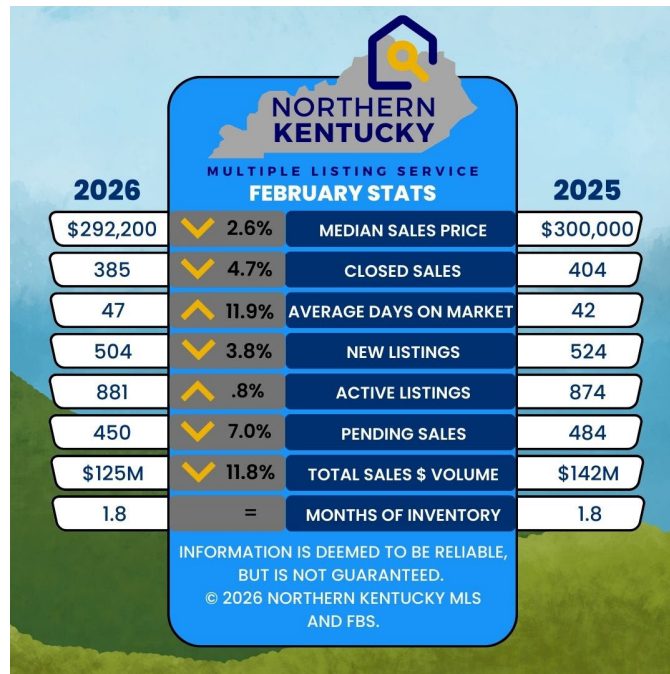 NORTHERN
KENTUCKY
MULTIPLE LISTING SERVICE
2026 FEBRUARY STATS 2025
$292,200 2.6% MEDIAN SALES PRICE $300,000
385 4.7% CLOSED SALES 404
47 11.9% AVERAGE DAYS ON MARKET 42
504 3.8% NEW LISTINGS 524
881 .8% ACTIVE LISTINGS 874
450 7.0% PENDING SALES 484
$125M 11.8% TOTAL SALES $ VOLUME $142M
1.8 = MONTHS OF INVENTORY 1.8
INFORMATION IS DEEMED TO BE RELIABLE,
BUT IS NOT GUARANTEED.
© 2026 NORTHERN KENTUCKY MLS
AND FBS.